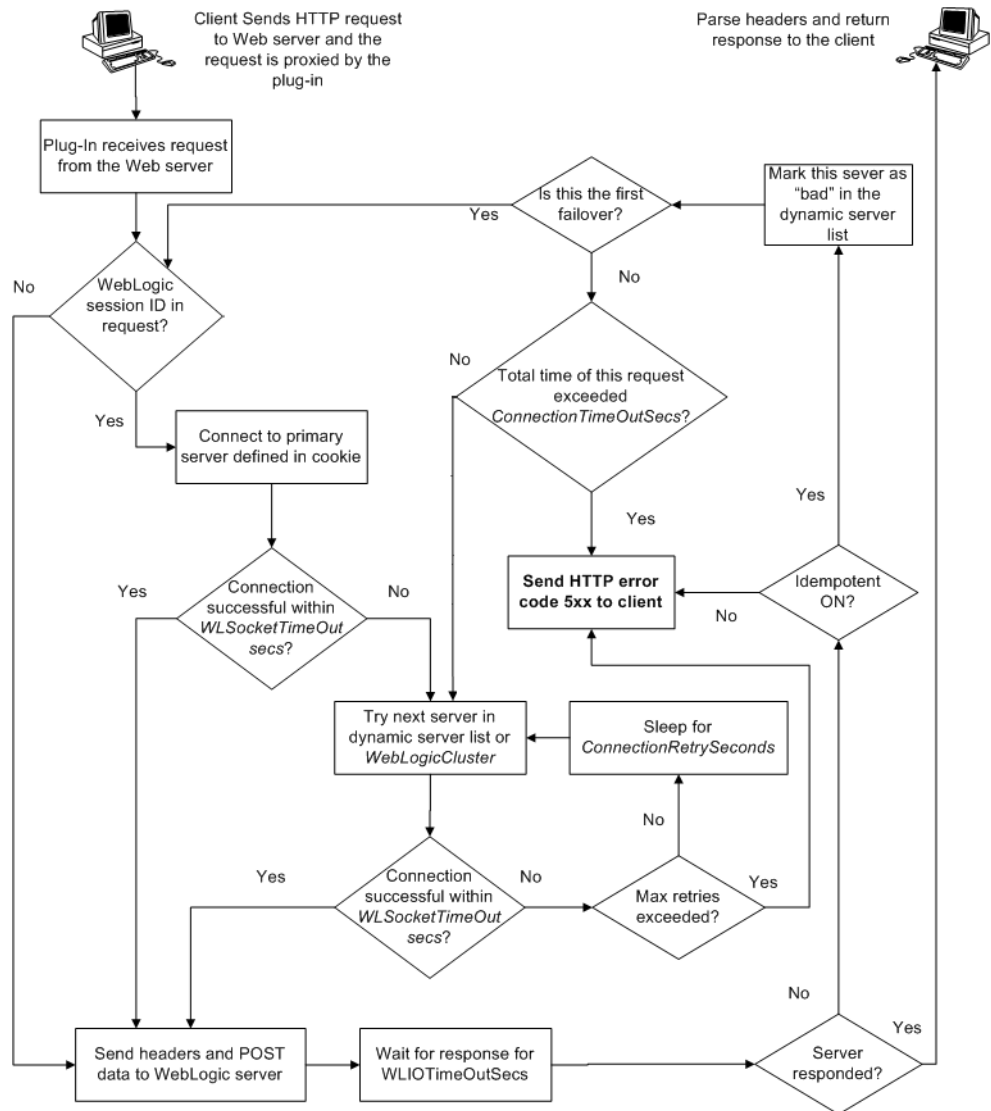 Client Sends HTTP request
to Web server and the
request is proxied by the
plug-in
Parse headers and return
response to the client
Plug-In receives request
from the Web server
Is this the first
failover?
Mark this sever as
“bad” in the
dynamic server
list
Yes
No
No
WebLogic
session ID in
request?
No
Total time of this request
exceeded
ConnectionTimeOutSecs?
Yes
Connect to primary
server defined in cookie
Yes
Yes
Send HTTP error
code 5xx to client
Idempotent
ON?
No
Yes
Connection
successful within
WLSocketTimeOut
secs?
No
Try next server in
dynamic server list or
WebLogicCluster
Sleep for
ConnectionRetrySeconds
No
Yes
Connection
successful within
WLSocketTimeOut
secs?
No
Max retries
exceeded?
Yes
No
Yes
Send headers and POST
data to WebLogic server
Wait for response for
WLIOTimeOutSecs
Server
responded?